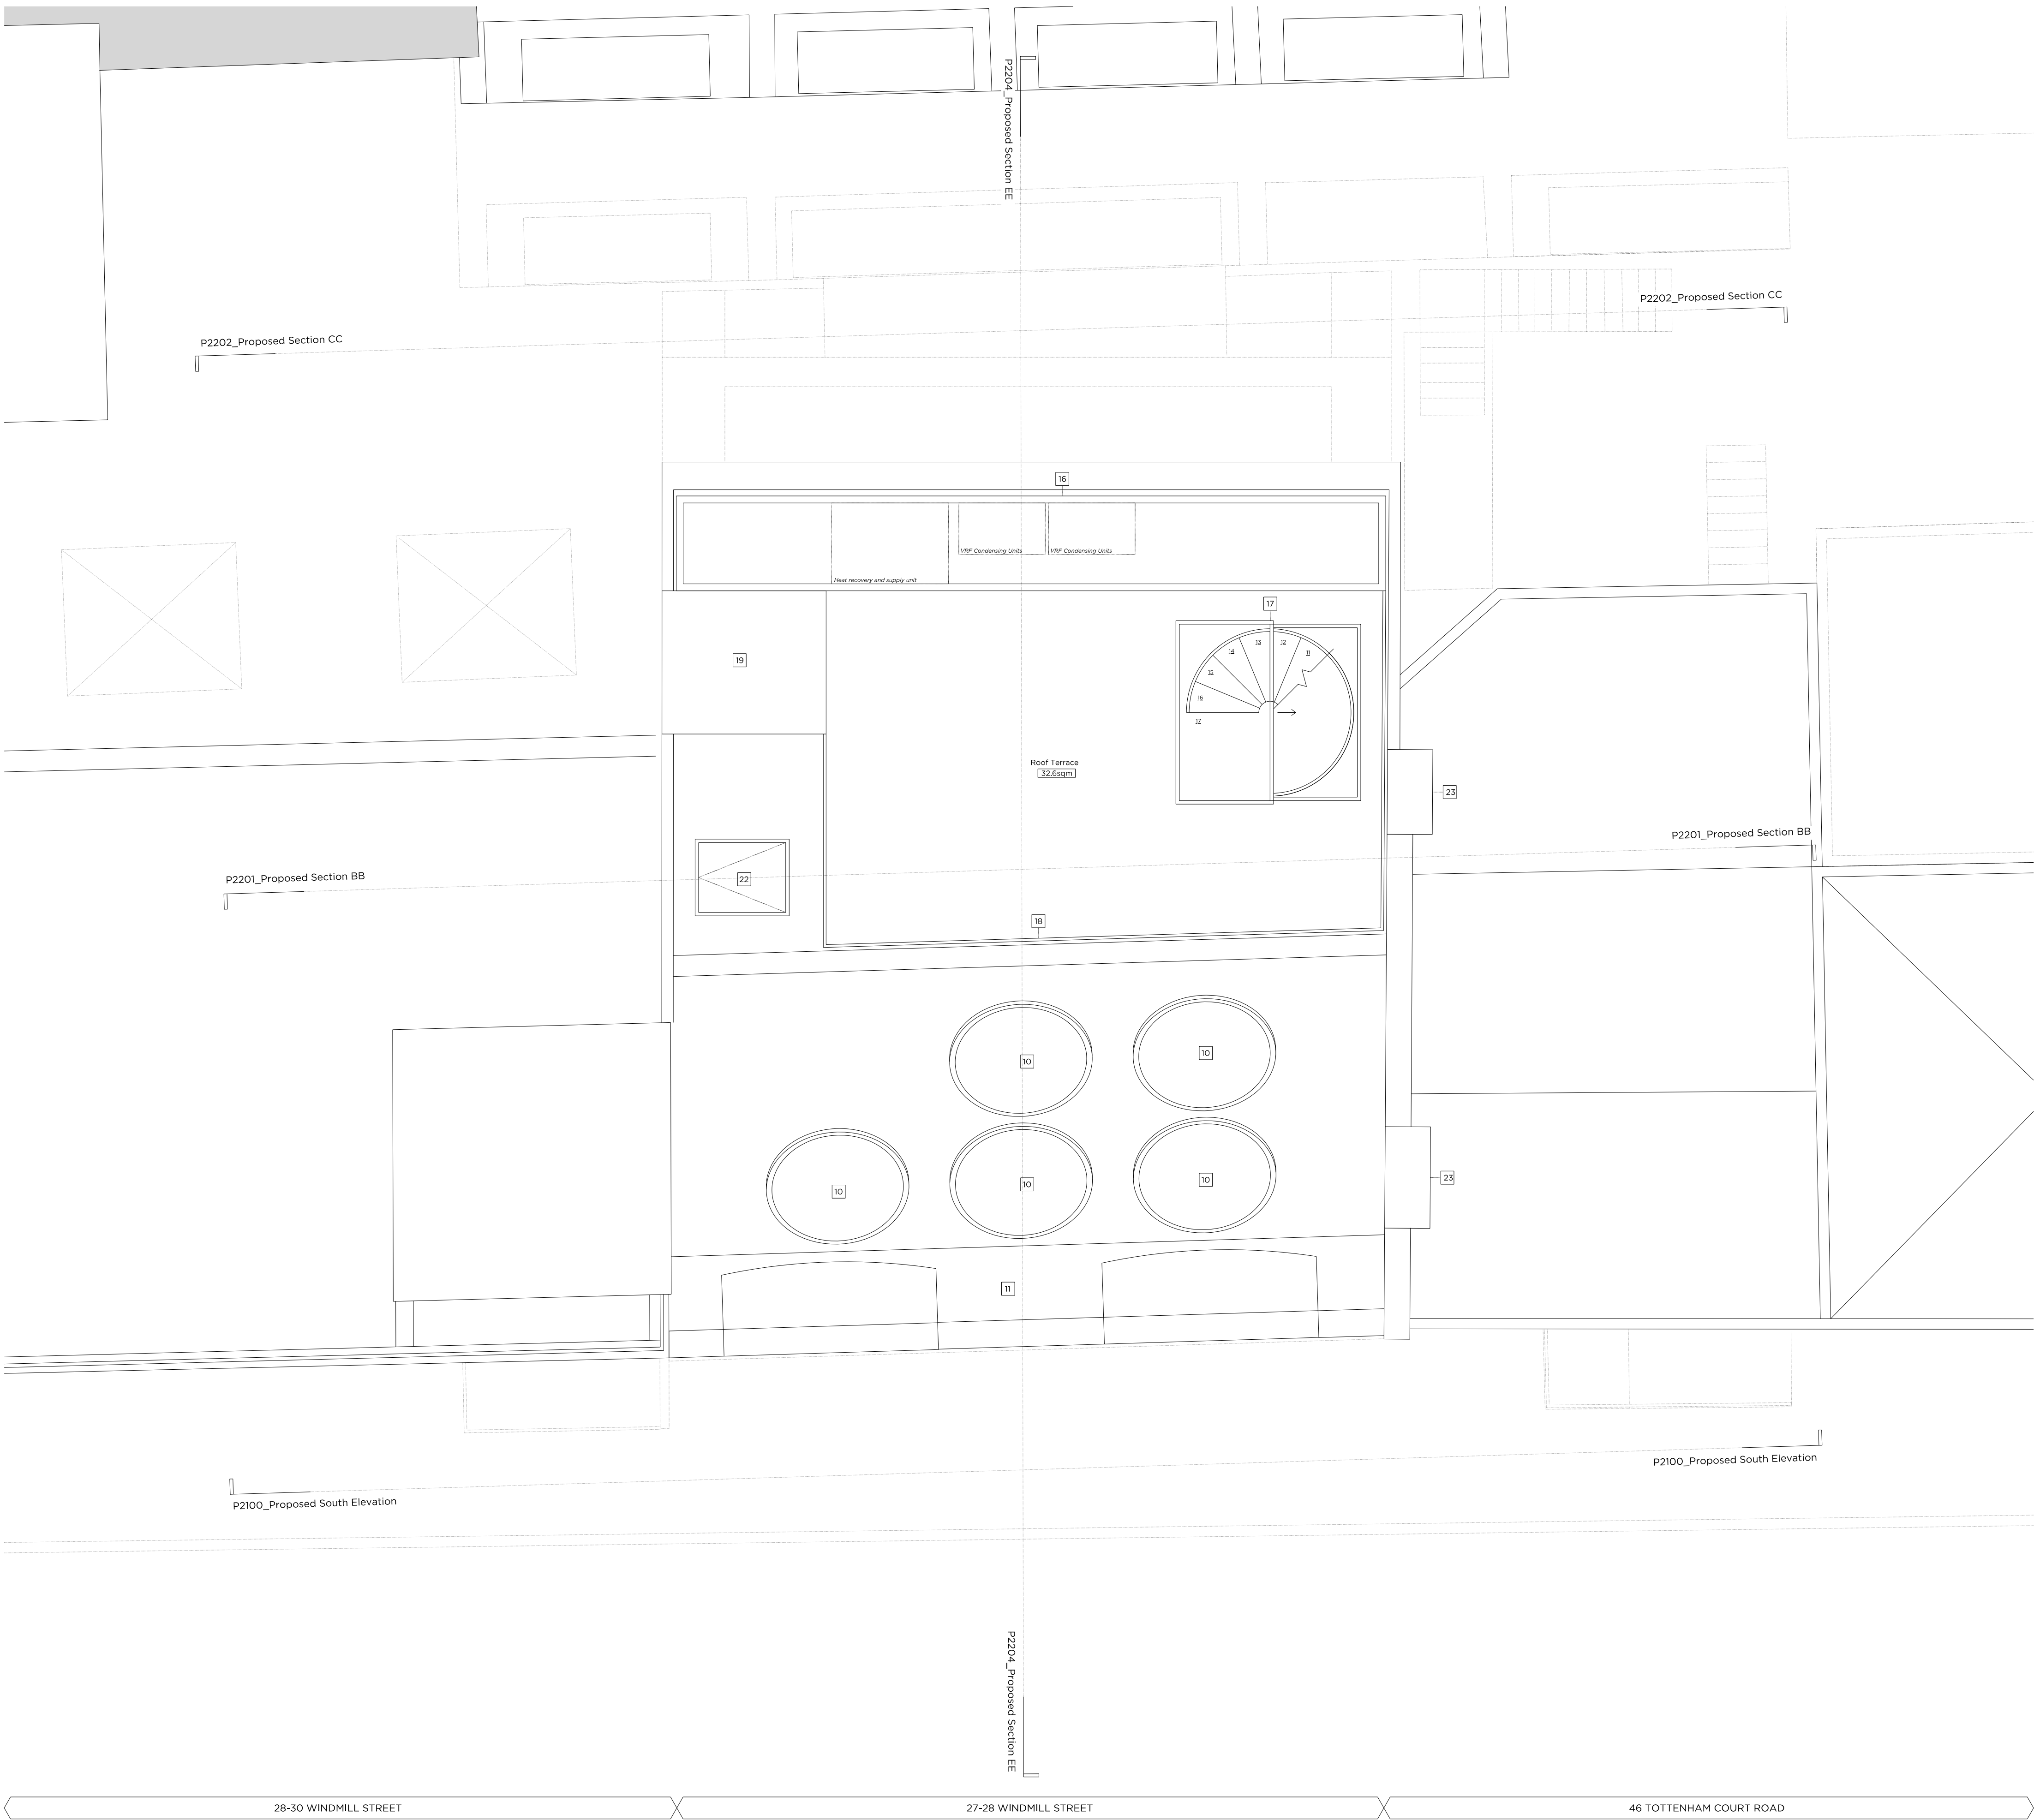 P2204_Proposed Section EE
P2202_Proposed Section CC
P2202_Proposed Section CC
16
VRF Condensing Units
VRF Condensing Units
Heat recovery and supply unit
17
13
12
14
11
15
16
17
19
Roof Terrace
32.6sqm
23
P2201_Proposed Section BB
P2201_Proposed Section BB
22
18
10
10
10
10
10
23
11
P2100_Proposed South Elevation
P2100_Proposed South Elevation
P2204_Proposed Section EE
28-30 WINDMILL STREET
27-28 WINDMILL STREET
46 TOTTENHAM COURT ROAD